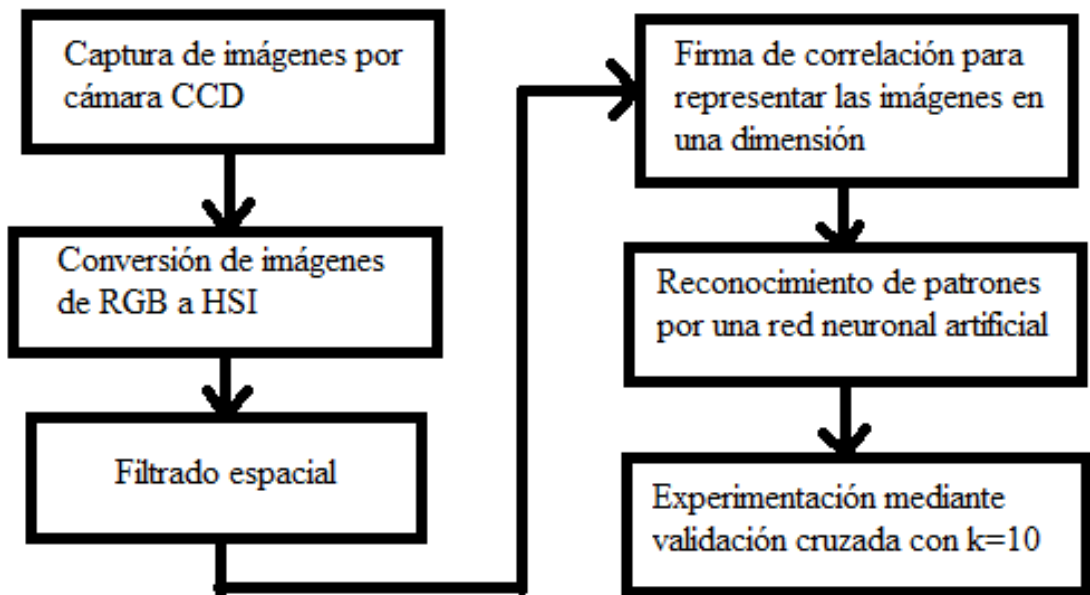 Captura de imágenes por
cámara CCD
Conversión de imágenes
de RGB a HSI
Filtrado espacial
Firma de correlación para
representar las imágenes en
una dimensión
Reconocimiento de patrones
por una red neuronal artificial
Experimentación mediante
validación cruzada con k=10